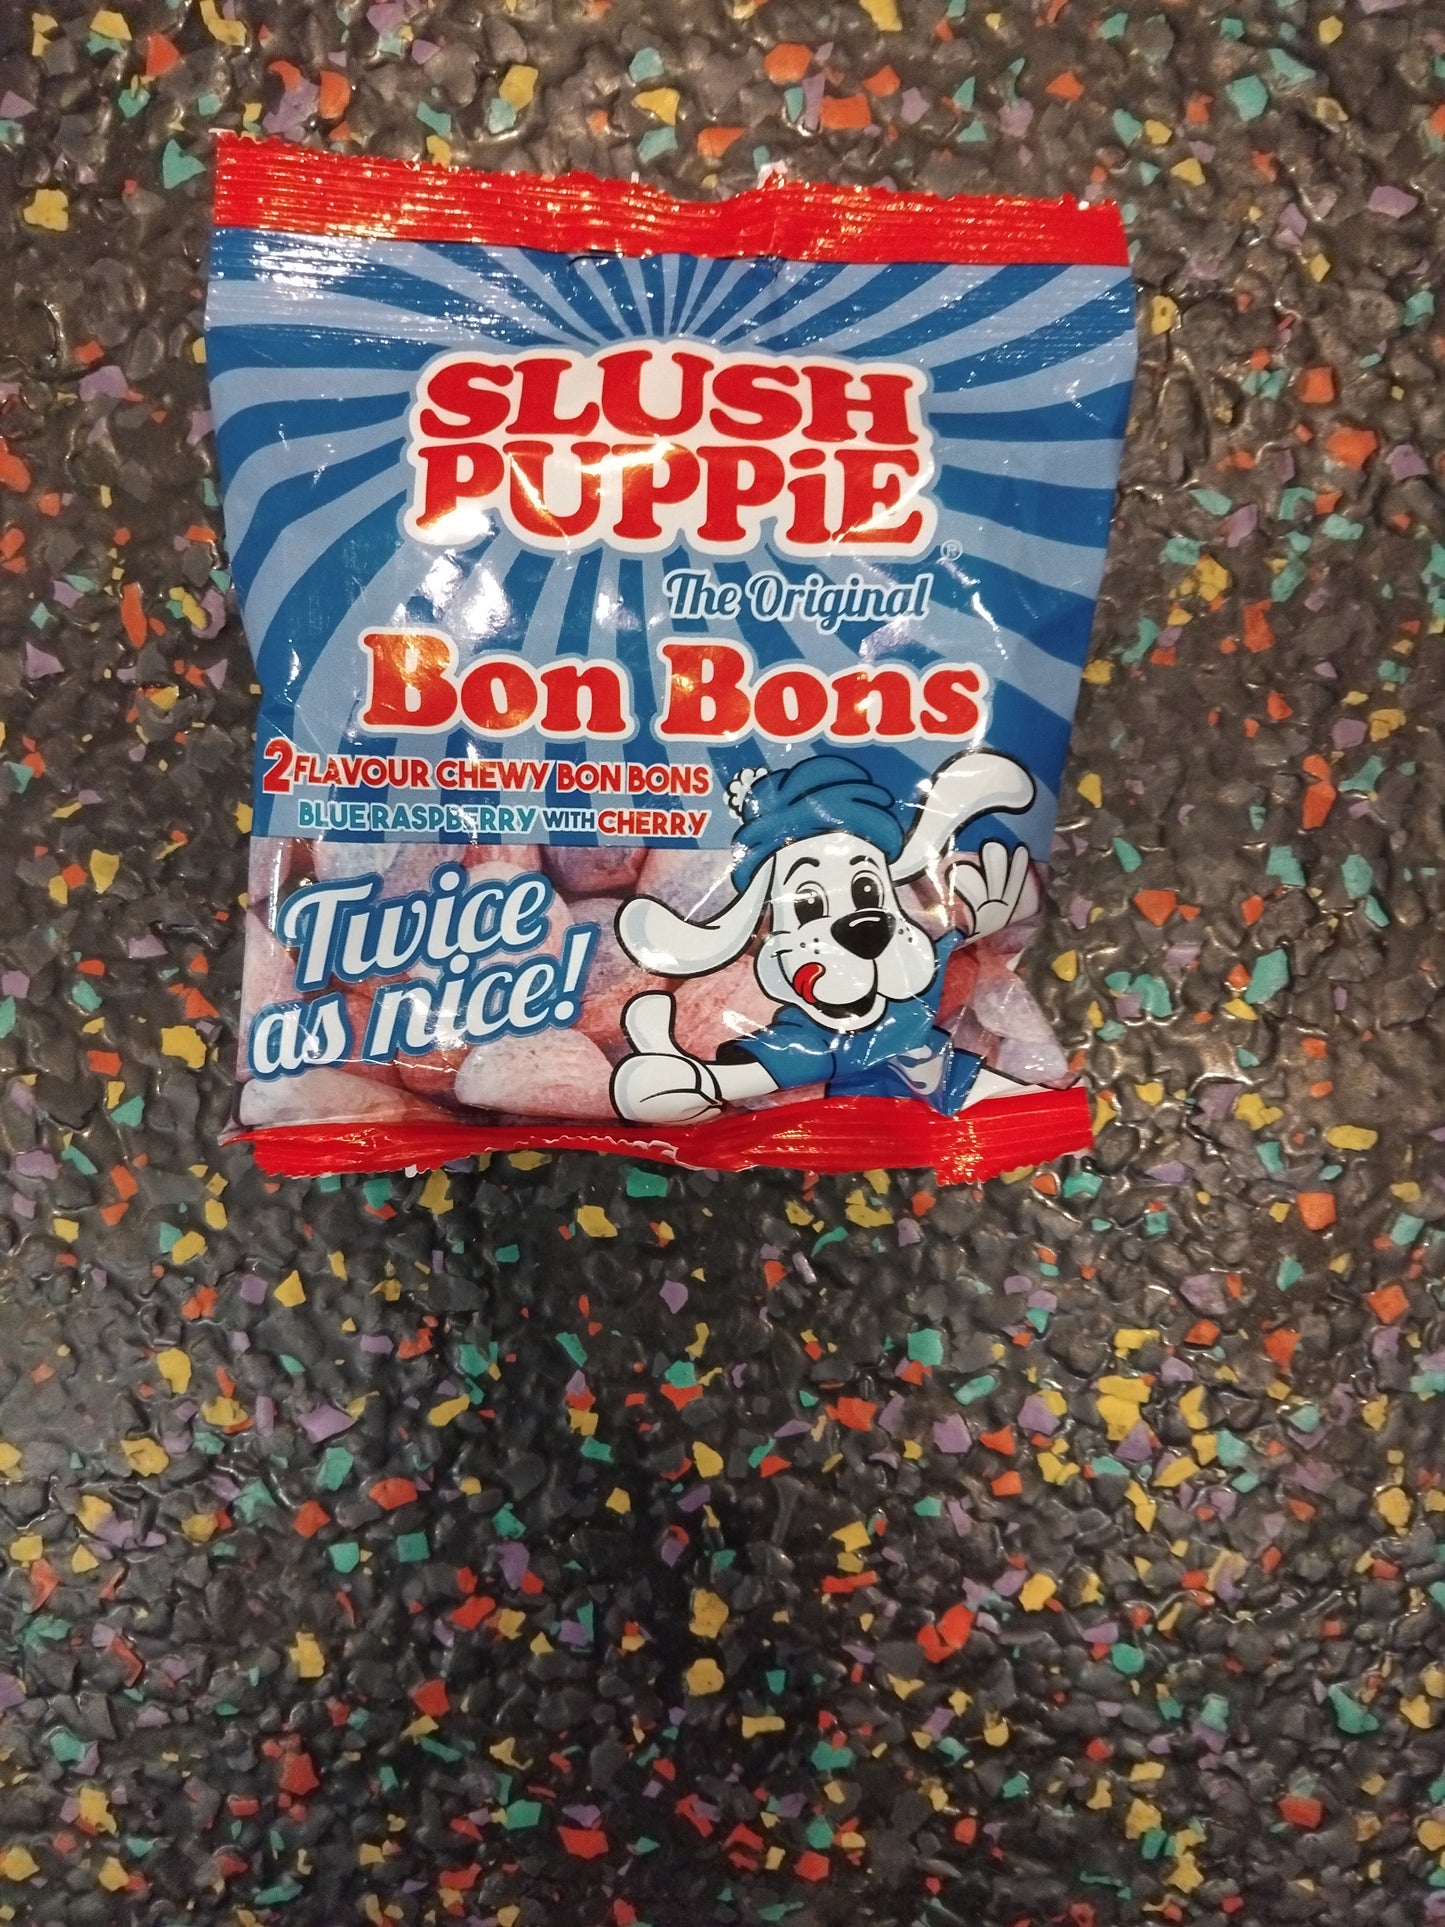 SLUSH
PUPPiE
®
The Original
Bon Bons
2 FLAVOUR CHEWY BON BONS
BLUE RASPBERRY WITH CHERRY
Twice
as nice!